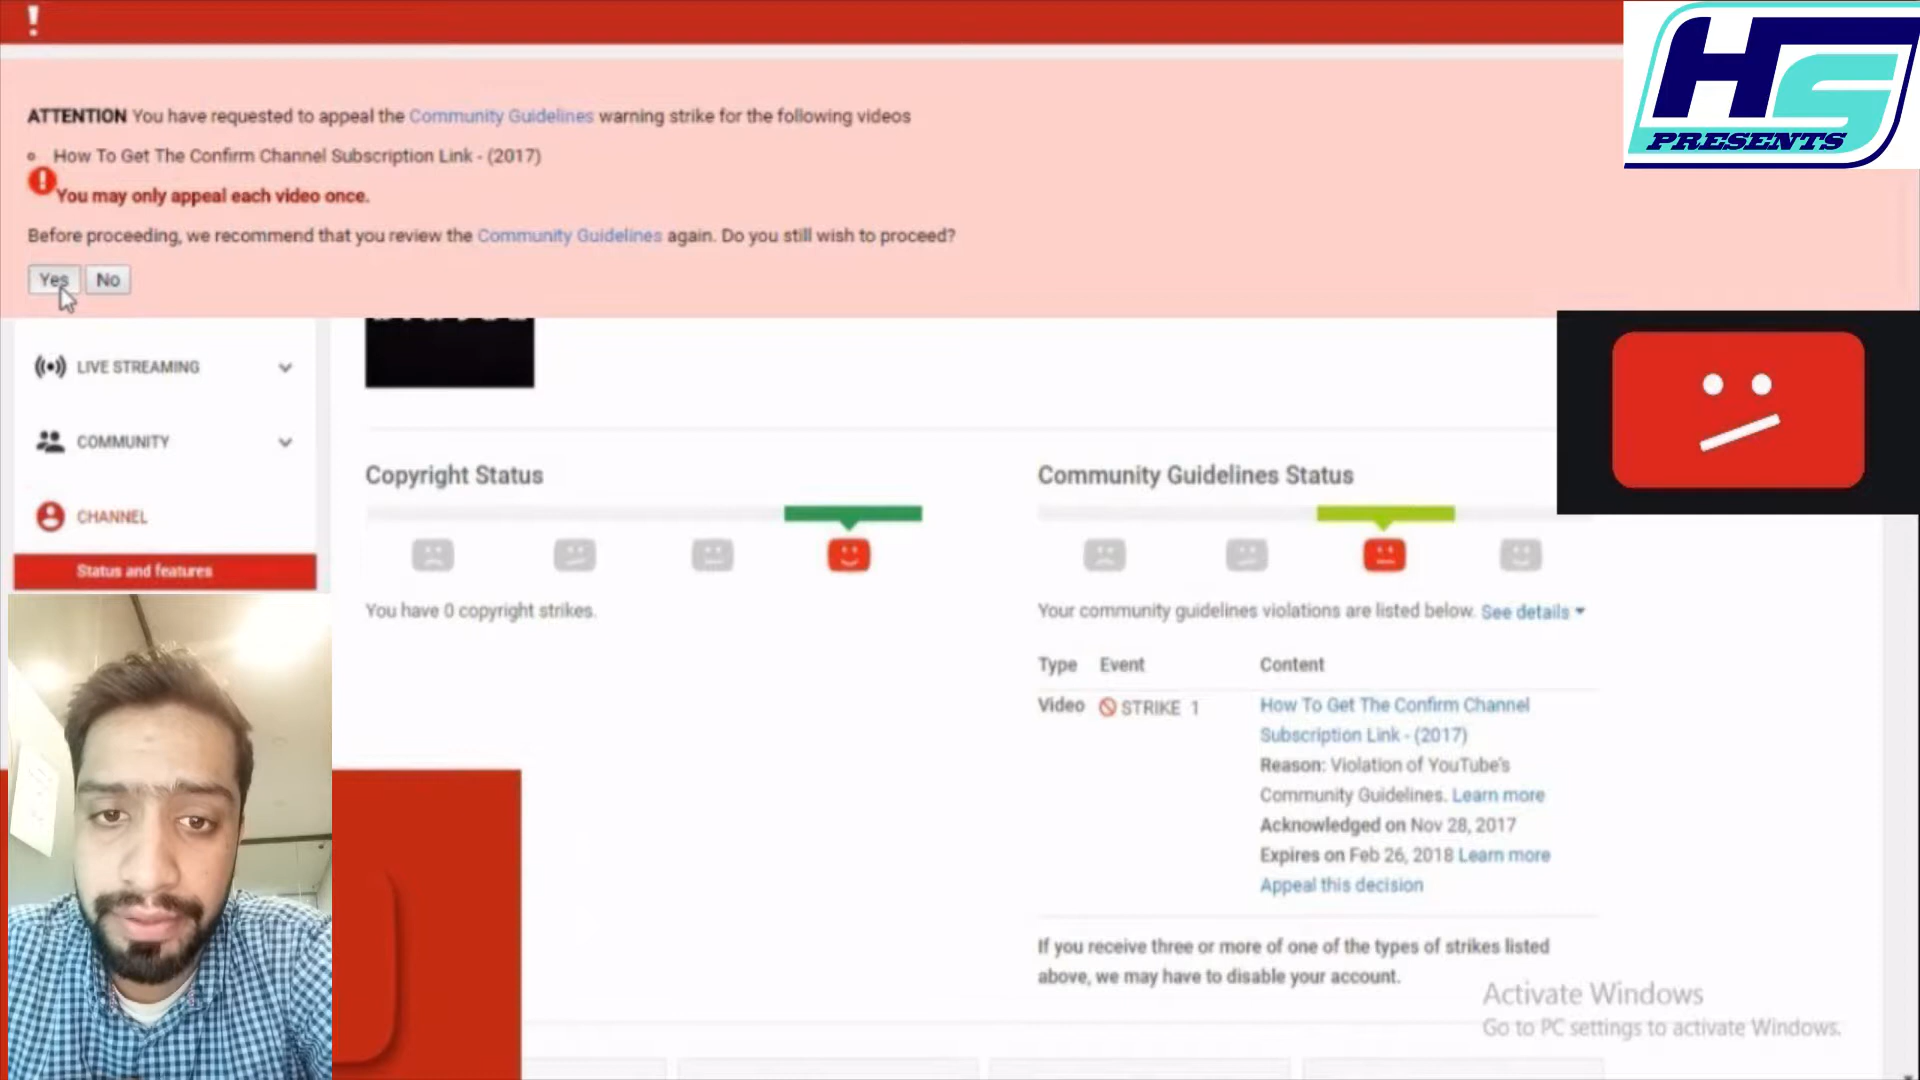 HS
PRESENTS
ATTENTION You have requested to appeal the Community Guidelines warning strike for the following videos
How To Get The Confirm Channel Subscription Link - (2017)
You may only appeal each video once.
Before proceeding, we recommend that you review the Community Guidelines again. Do you still wish to proceed?
Yes No
LIVE STREAMING
COMMUNITY
CHANNEL
Status and features
Copyright Status
You have 0 copyright strikes.
Community Guidelines Status
Your community guidelines violations are listed below. See details
Type Event Content
Video STRIKE 1 How To Get The Confirm Channel
Subscription Link - (2017)
Reason: Violation of YouTube's
Community Guidelines. Learn more
Acknowledged on Nov 28, 2017
Expires on Feb 26, 2018 Learn more
Appeal this decision
If you receive three or more of one of the types of strikes listed
above, we may have to disable your account.
Activate Windows
Go to PC settings to activate Windows.